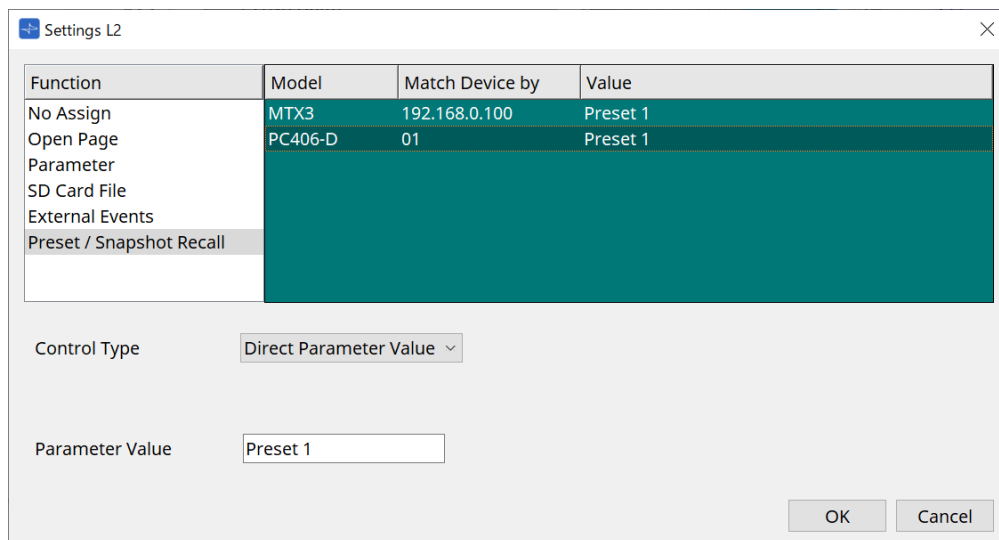 Settings L2
Function Model Match Device by Value
No Assign MTX3 192.168.0.100 Preset 1
Open Page PC406-D 01 Preset 1
Parameter
SD Card File
External Events
Preset / Snapshot Recall
Control Type Direct Parameter Value
Parameter Value Preset 1
OK Cancel